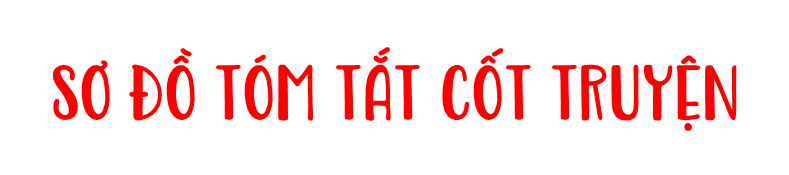 SƠ ĐỒ TÓM TẮT CỐT TRUYỆN